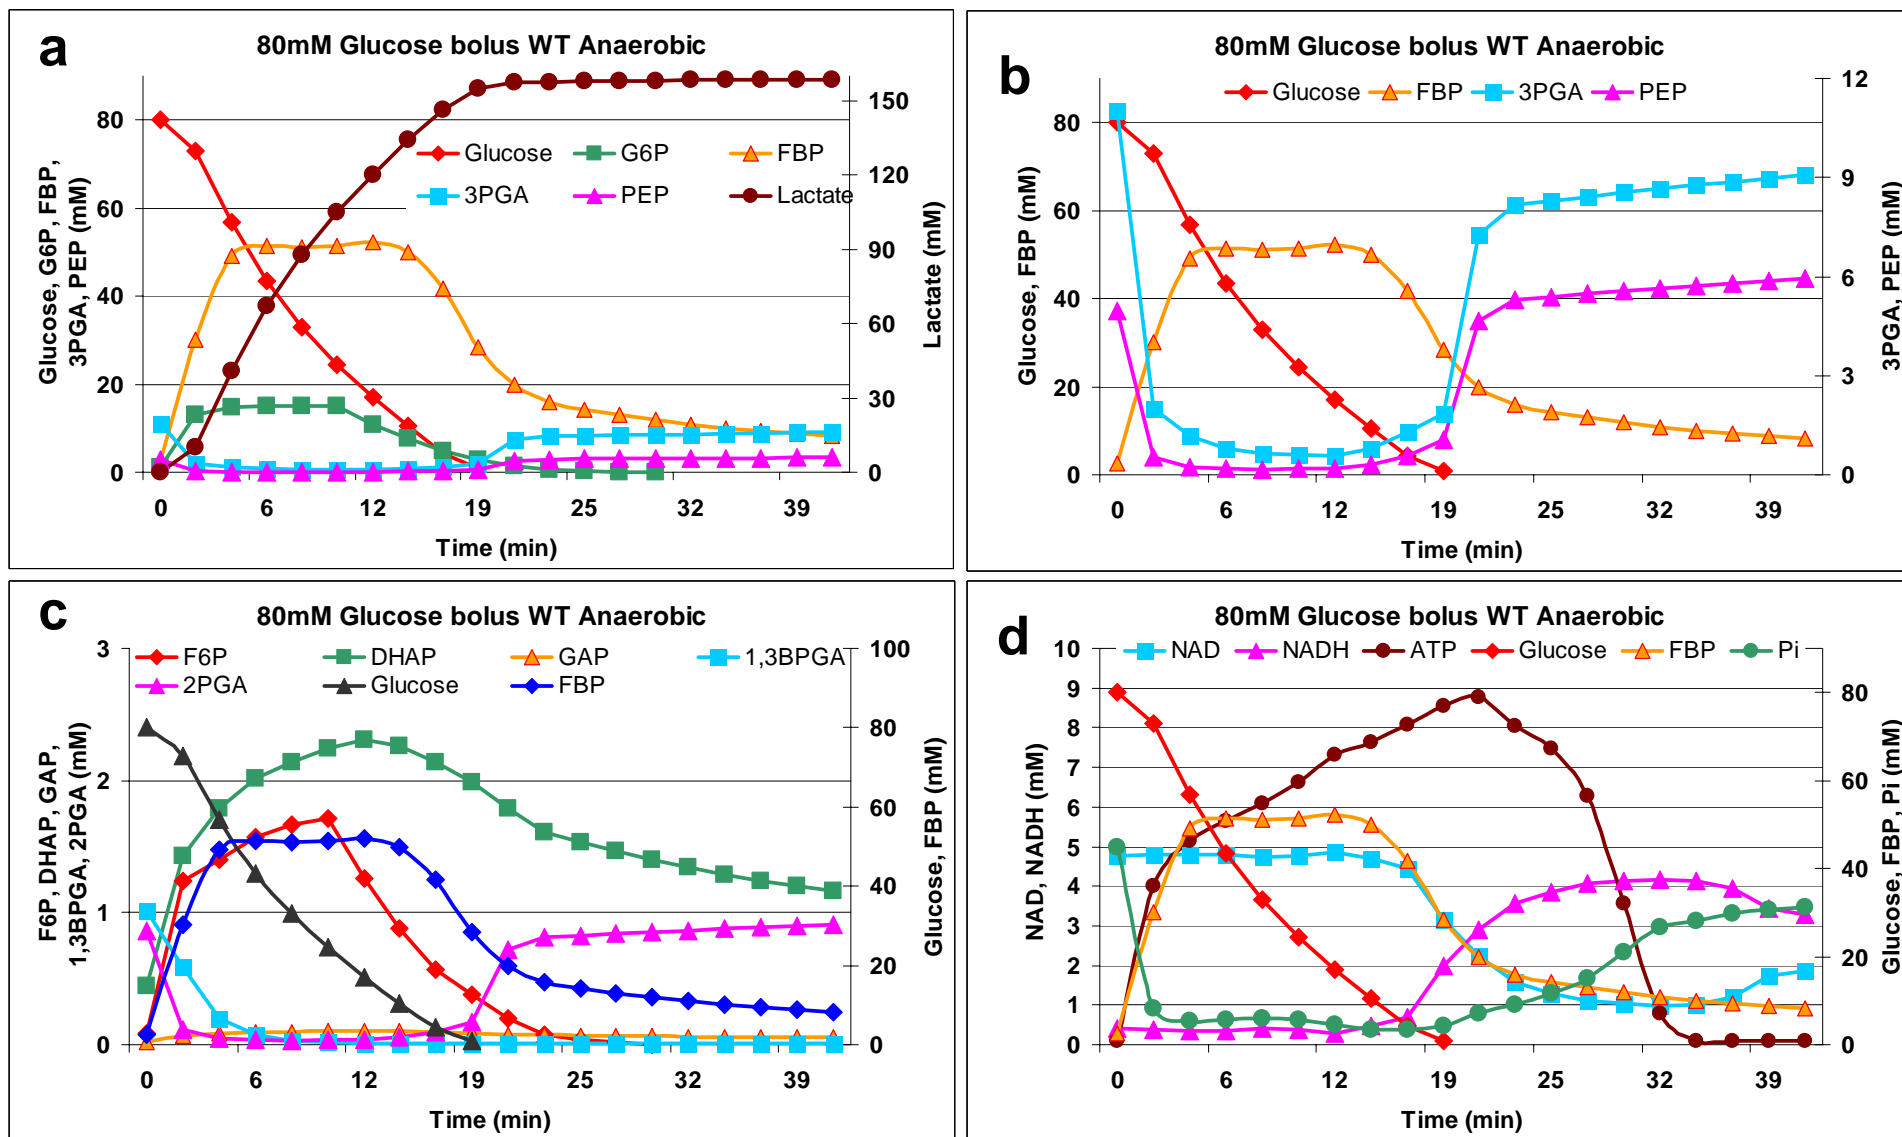 a
80mM Glucose bolus WT Anaerobic
Glucose G6P FBP
3PGA PEP Lactate
Glucose, G6P, FBP,
3PGA, PEP (mM)
80
60
40
20
0
Lactate (mM)
150
120
90
60
30
0
0 6 12 19 25 32 39
Time (min)
b
80mM Glucose bolus WT Anaerobic
Glucose FBP 3PGA PEP
Glucose, FBP (mM)
80
60
40
20
0
3PGA, PEP (mM)
12
9
6
3
0
0 6 12 19 25 32 39
Time (min)
c
80mM Glucose bolus WT Anaerobic
F6P DHAP GAP 1,3BPGA
2PGA Glucose FBP
F6P, DHAP, GAP,
1,3BPGA, 2PGA (mM)
3
2
1
0
Glucose, FBP (mM)
100
80
60
40
20
0
0 6 12 19 25 32 39
Time (min)
d
80mM Glucose bolus WT Anaerobic
NAD NADH ATP Glucose FBP Pi
NAD, NADH (mM)
10
9
8
7
6
5
4
3
2
1
0
Glucose, FBP, Pi (mM)
80
60
40
20
0
0 6 12 19 25 32 39
Time (min)